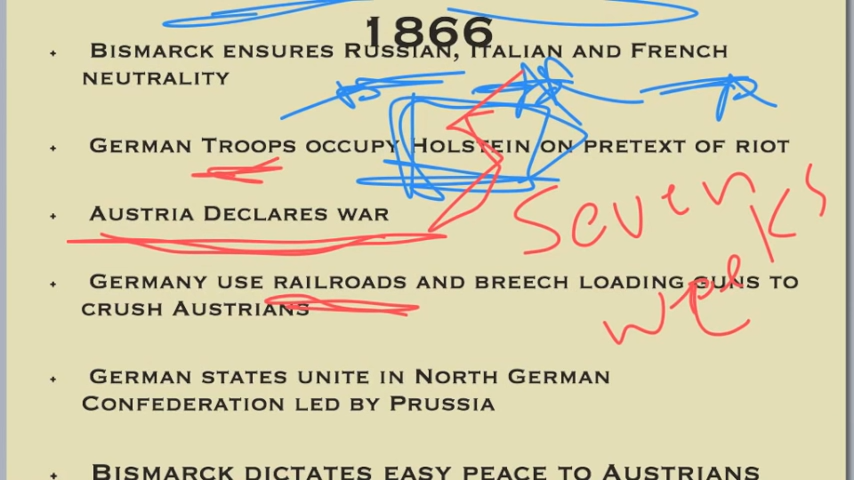 1866
Bismarck ensures Russian, Italian and French
neutrality
German Troops occupy Holstein on pretext of riot
Austria Declares war
Germany use railroads and breech loading guns to
crush Austrians
German states unite in North German
Confederation led by Prussia
Bismarck dictates easy peace to Austrians
Seven
weeks